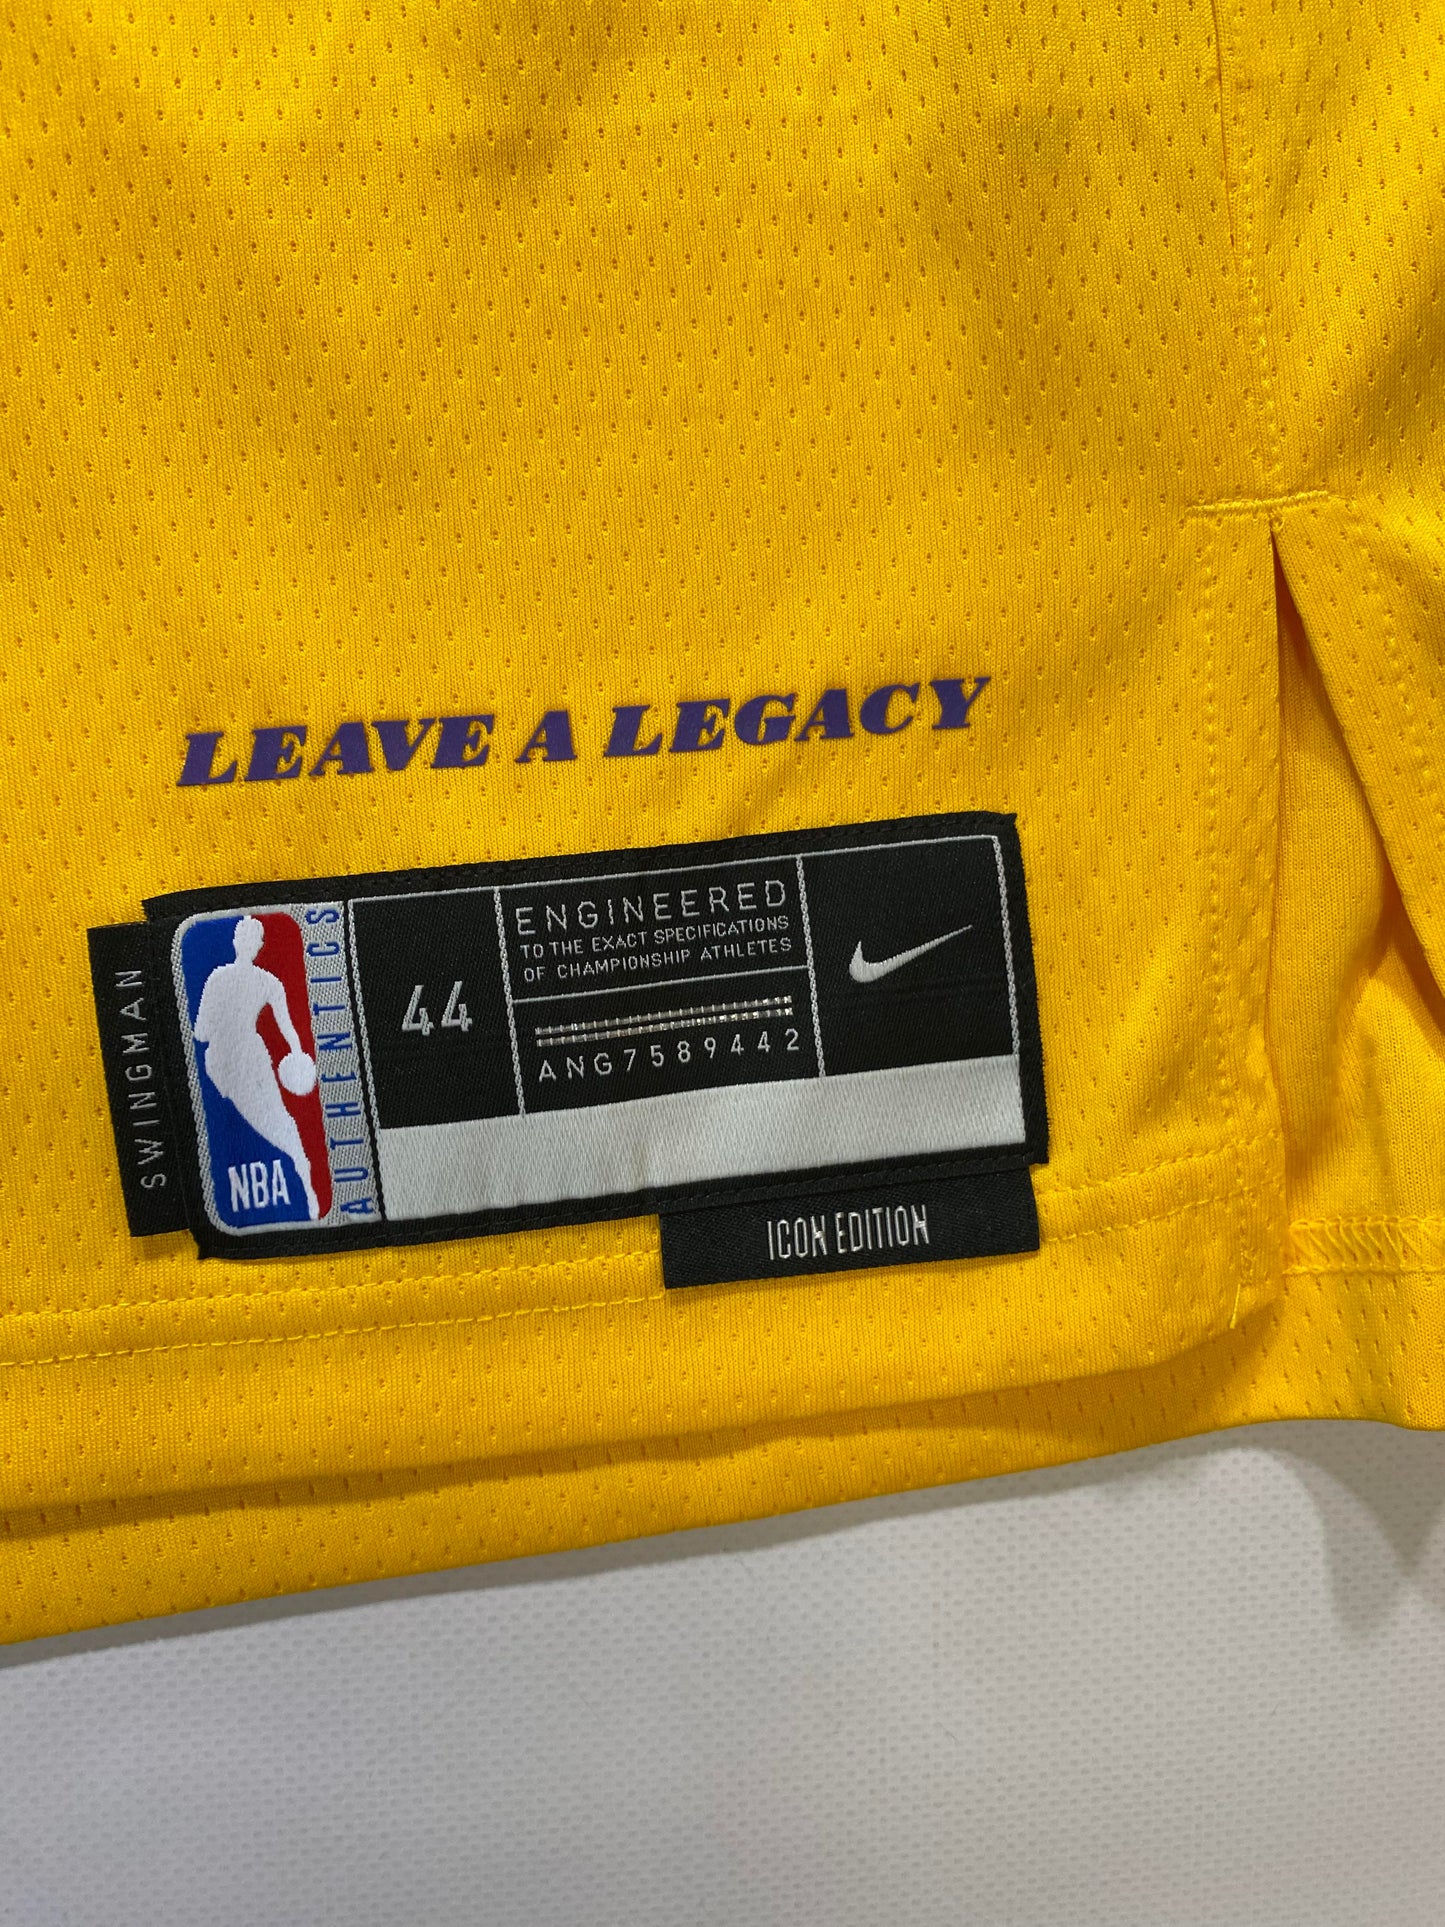 LEAVE A LEGACY
SWINGMAN
NBA
AUTHENTICS
44
ENGINEERED
TO THE EXACT SPECIFICATIONS
OF CHAMPIONSHIP ATHLETES
ANG7589442
ICON EDITION